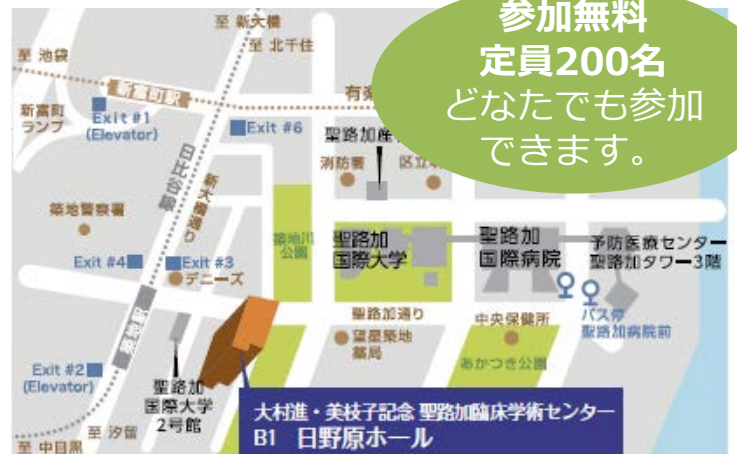 参加無料
定員200名
どなたでも参加
できます。
至 新大橋
至 北千住
至 池袋
新富町駅
有楽
新富町
ランプ
Exit #1
(Elevator)
Exit #6
聖路加産
消防署
区立
日比谷線
新大橋通り
築地警察署
築地川
公園
聖路加
国際大学
聖路加
国際病院
予防医療センター
聖路加タワー3階
Exit #4
Exit #3
デニーズ
聖路加通り
中央保健所
バス停
聖路加病院前
望星築地
薬局
築地駅
あかつき公園
Exit #2
(Elevator)
聖路加
国際大学
2号館
至 汐留
至 中目黒
大村進・美枝子記念 聖路加臨床学術センター
B1 日野原ホール